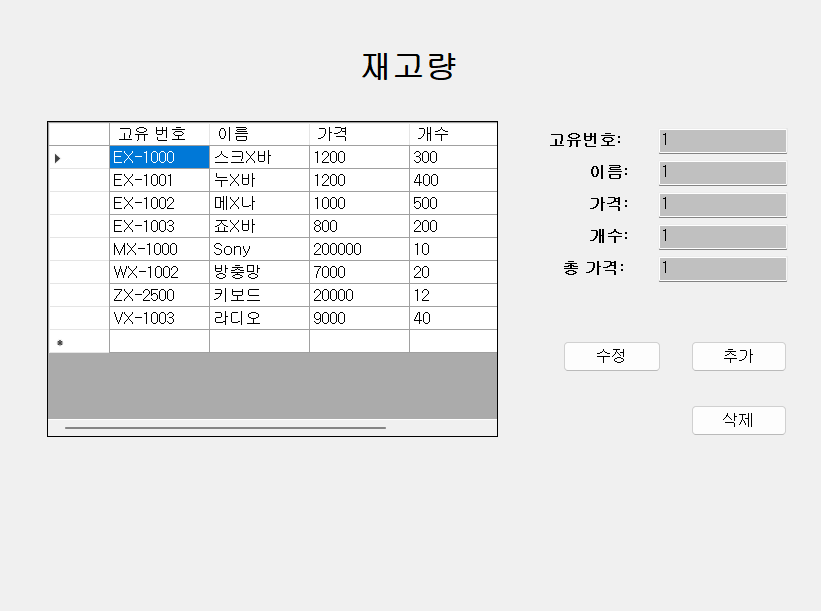 재고량
고유 번호 이름 가격 개수
EX-1000 스크X바 1200 300
EX-1001 누X바 1200 400
EX-1002 메X나 1000 500
EX-1003 죠X바 800 200
MX-1000 Sony 200000 10
WX-1002 방충망 7000 20
ZX-2500 키보드 20000 12
VX-1003 라디오 9000 40
고유번호: 1
이름: 1
가격: 1
개수: 1
총 가격: 1
수정 추가
삭제